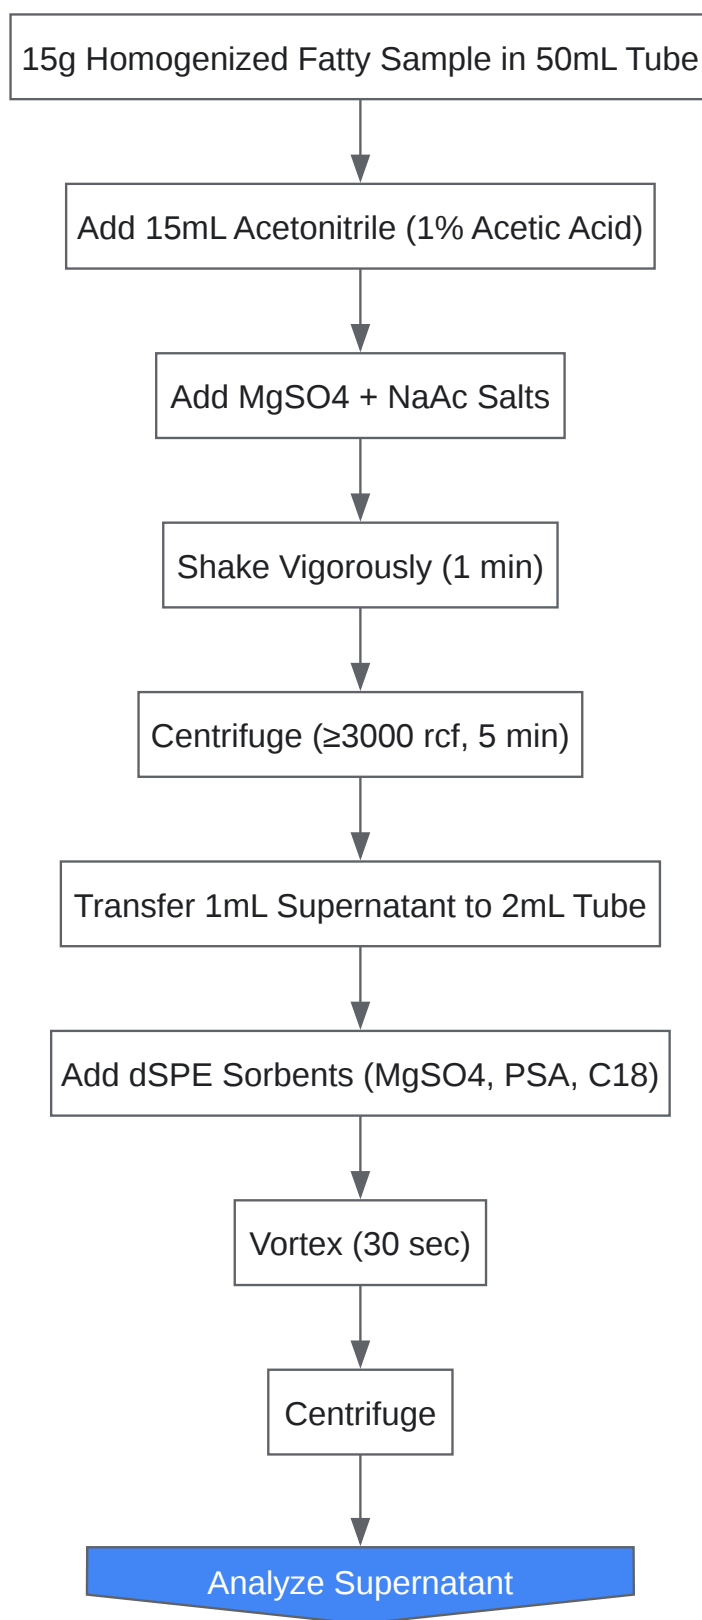 15g Homogenized Fatty Sample in 50mL Tube
Add 15mL Acetonitrile (1% Acetic Acid)
Add MgSO4 + NaAc Salts
Shake Vigorously (1 min)
Centrifuge (≥3000 rcf, 5 min)
Transfer 1mL Supernatant to 2mL Tube
Add dSPE Sorbents (MgSO4, PSA, C18)
Vortex (30 sec)
Centrifuge
Analyze Supernatant